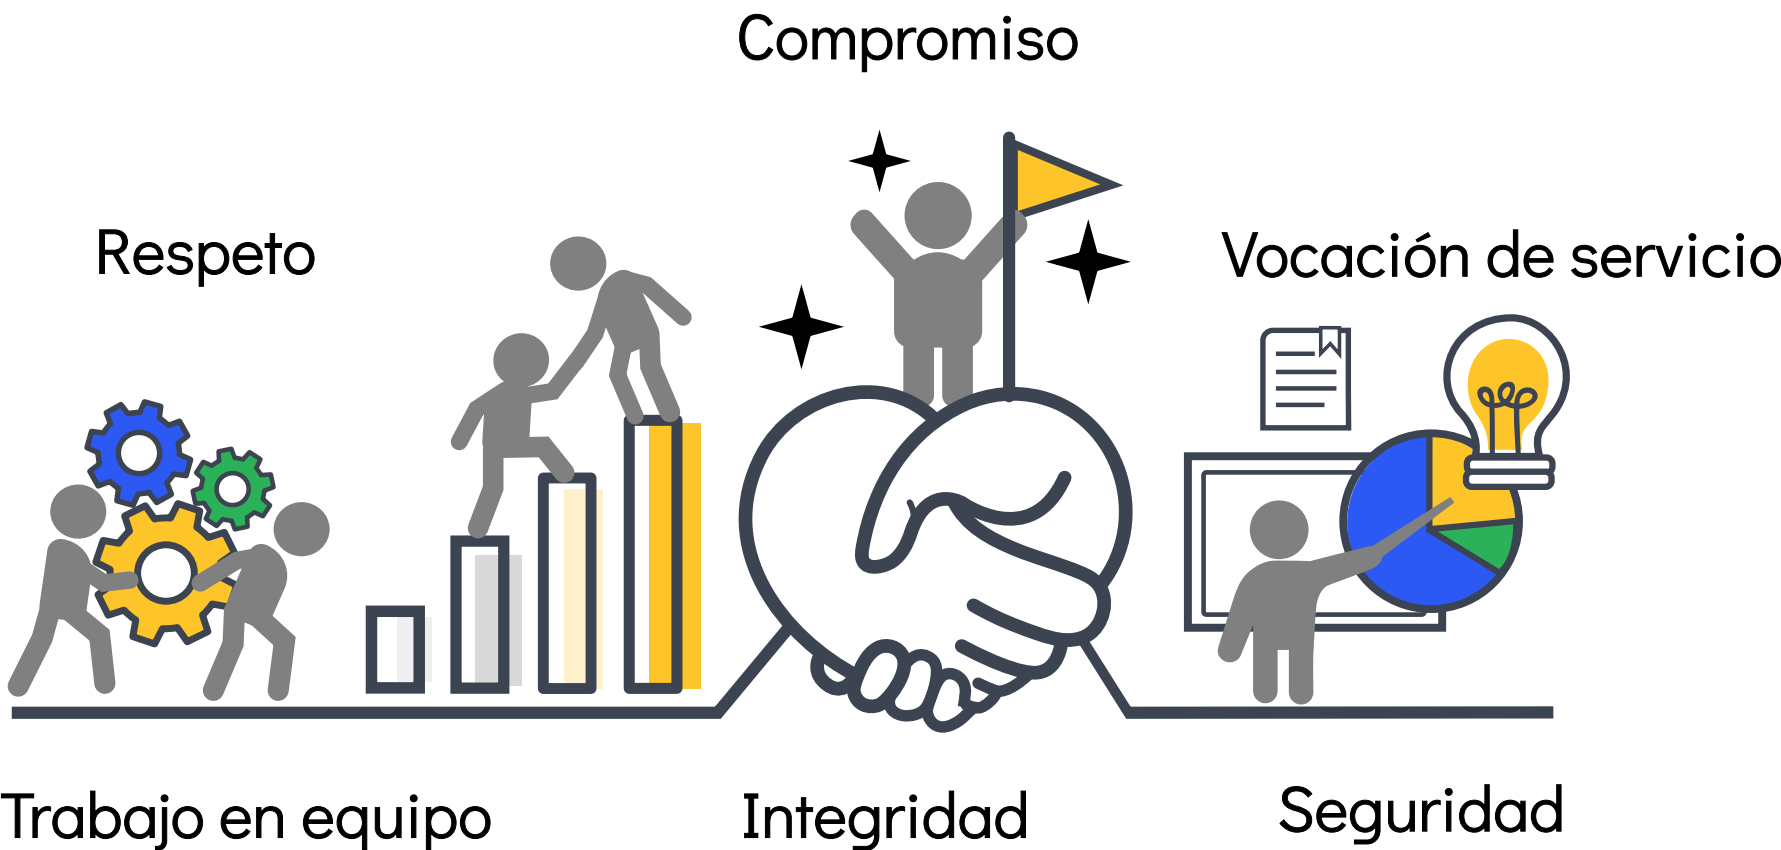 Compromiso
Respeto
Vocación de servicio
Trabajo en equipo
Integridad
Seguridad